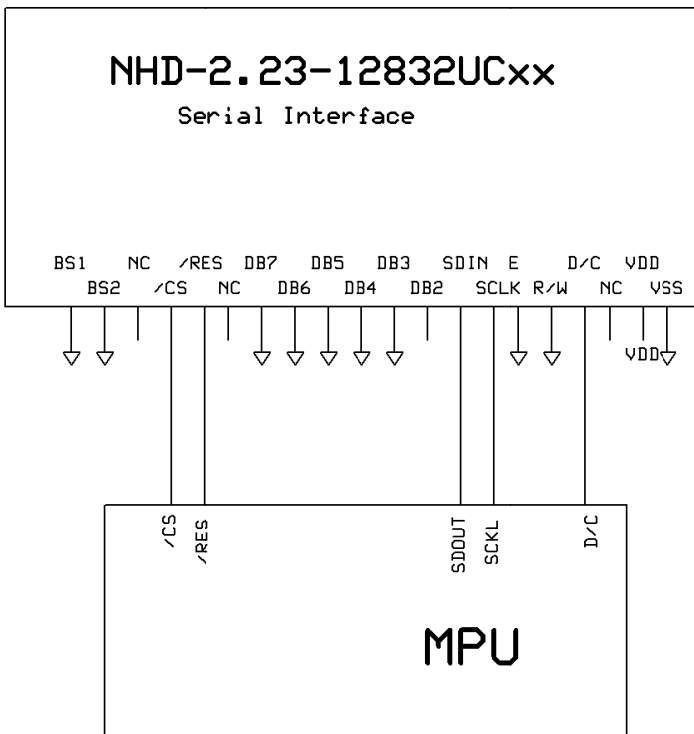 NHD-2.23-12832UCxx
Serial Interface
BS1 NC /RES DB7 DB5 DB3 SDIN E D/C VDD
BS2 /CS NC DB6 DB4 DB2 SCLK R/W NC VSS
VDD
/CS /RES SDOUT SCKL D/C
MPU